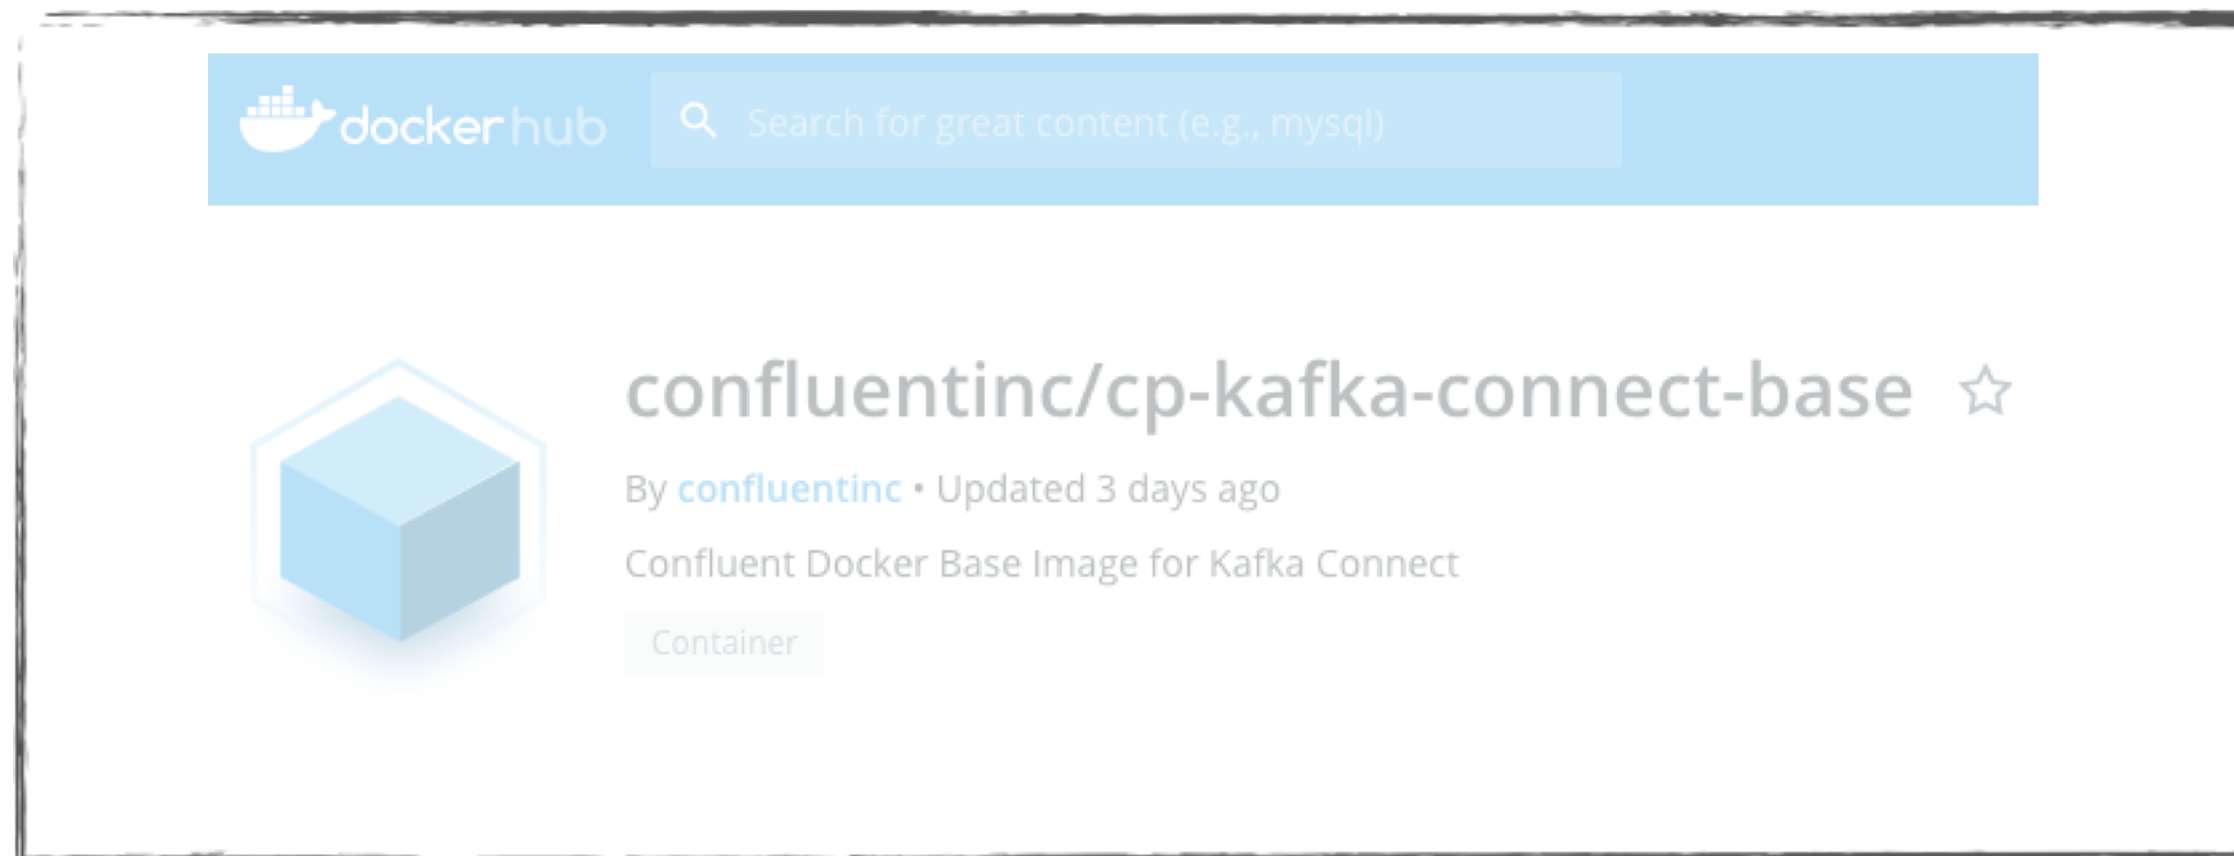 docker hub
Search for great content (e.g., mysql)
confluentinc/cp-kafka-connect-base
By confluentinc • Updated 3 days ago
Confluent Docker Base Image for Kafka Connect
Container